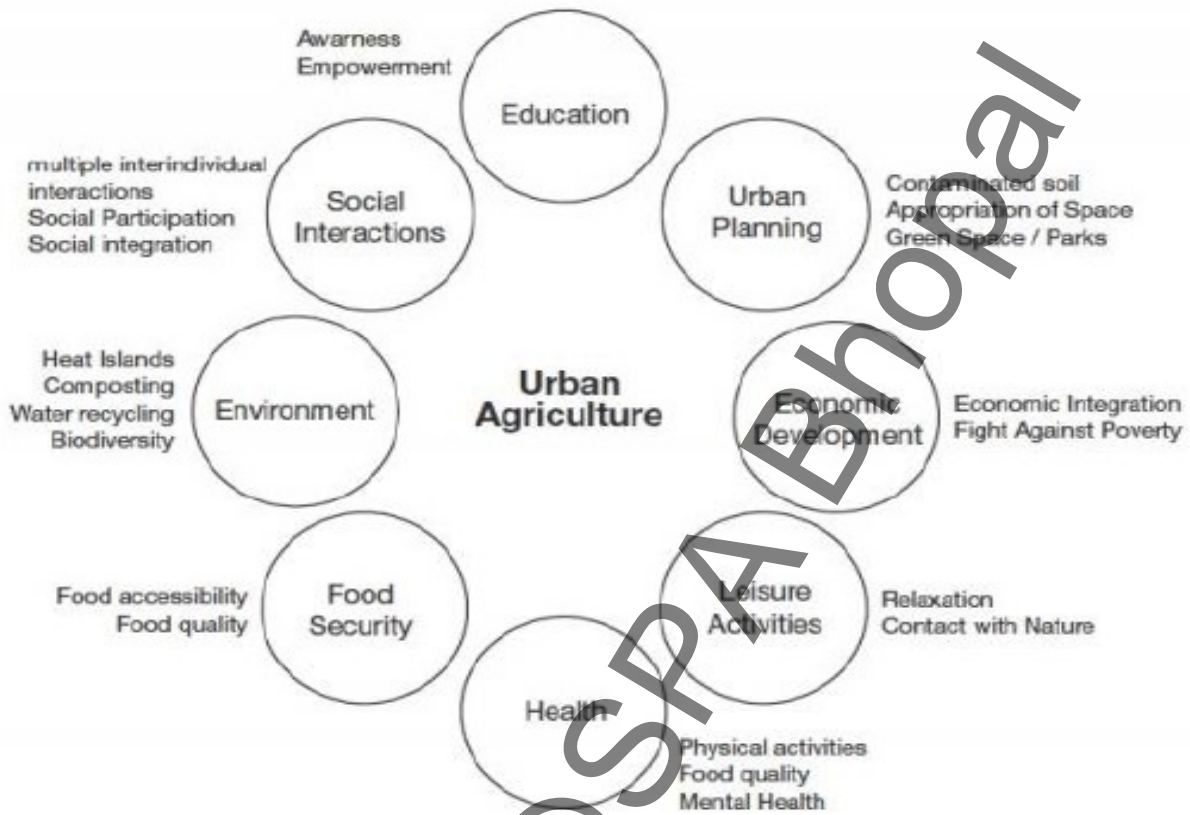 Awarness
Empowerment
Education
multiple interindividual
interactions
Social Participation
Social integration
Social
Interactions
Urban
Planning
Contaminated soil
Appropriation of Space
Green Space / Parks
Heat Islands
Composting
Water recycling
Biodiversity
Environment
Urban
Agriculture
Economic
Development
Economic Integration
Fight Against Poverty
Food accessibility
Food quality
Food
Security
Leisure
Activities
Relaxation
Contact with Nature
Health
Physical activities
Food quality
Mental Health
SPA Bhopal